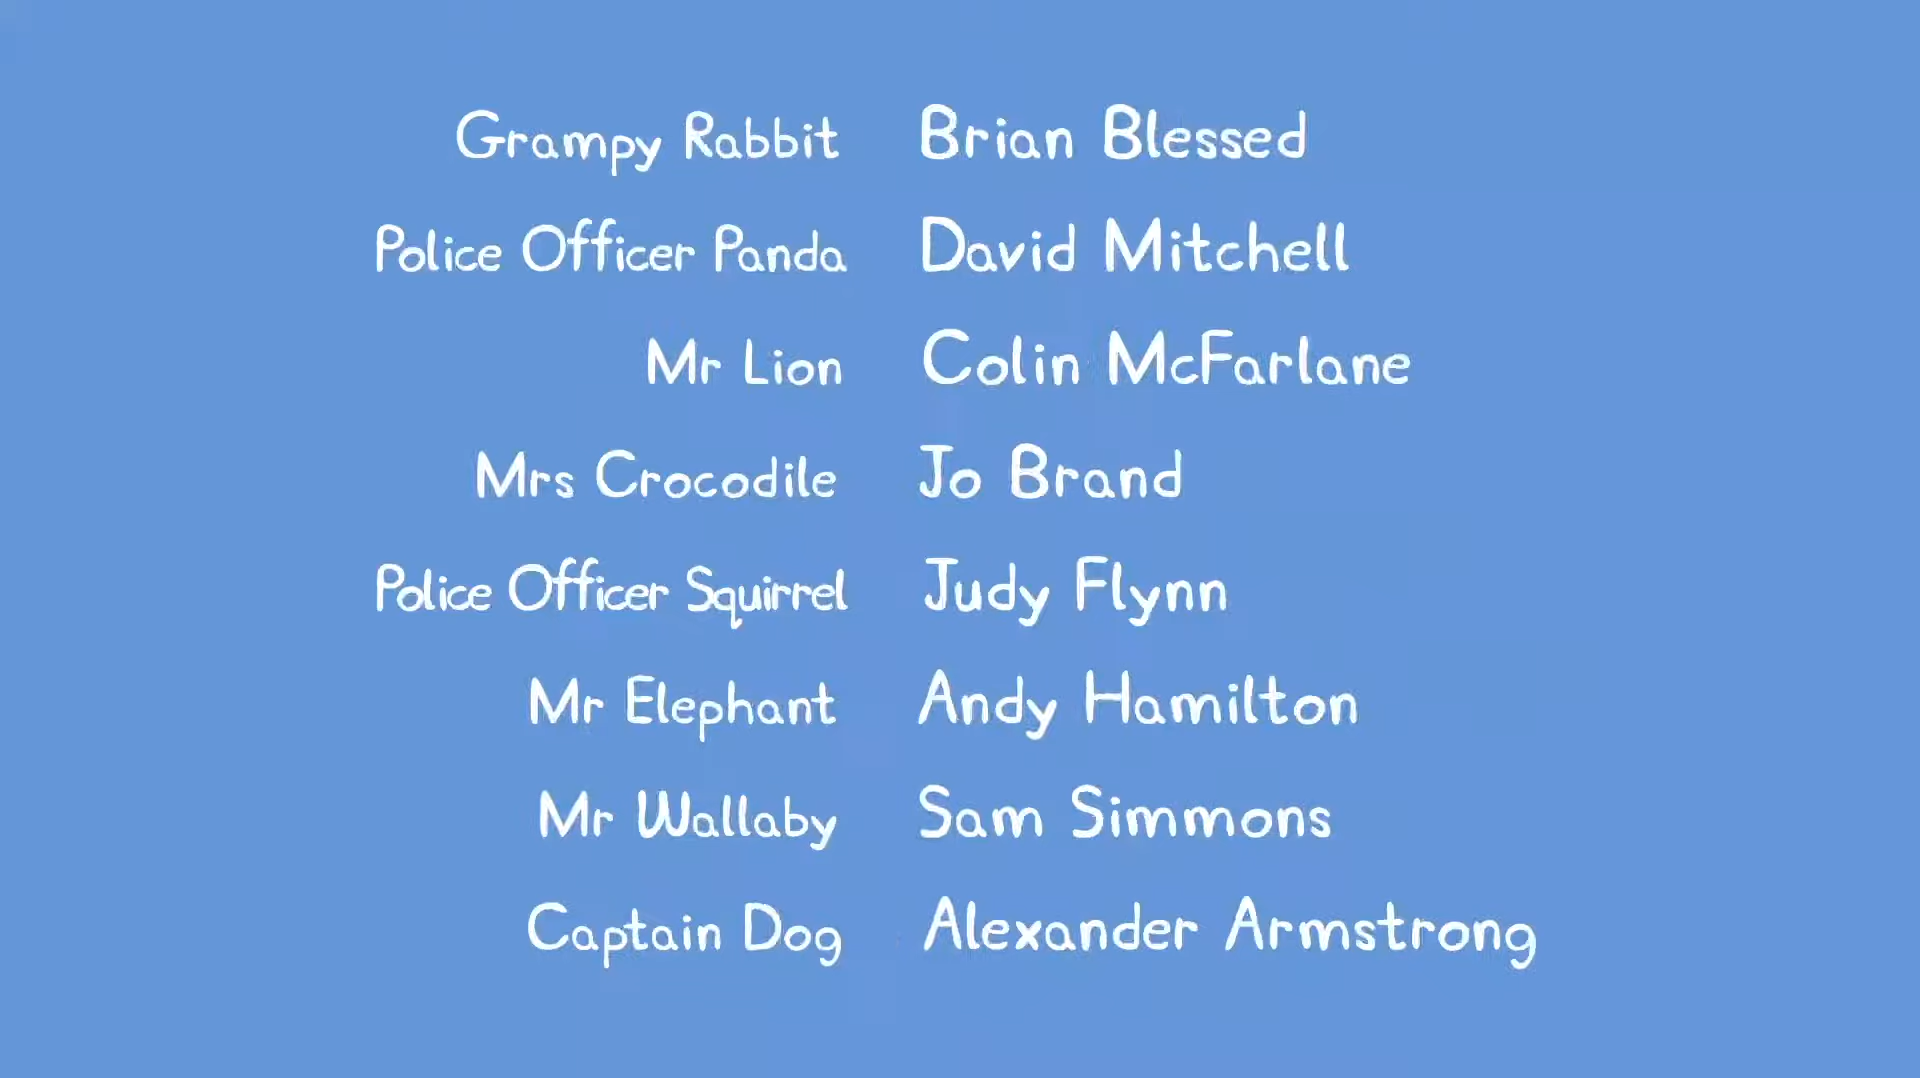 Grampy Rabbit Brian Blessed
Police Officer Panda David Mitchell
Mr Lion Colin McFarlane
Mrs Crocodile Jo Brand
Police Officer Squirrel Judy Flynn
Mr Elephant Andy Hamilton
Mr Wallaby Sam Simmons
Captain Dog Alexander Armstrong